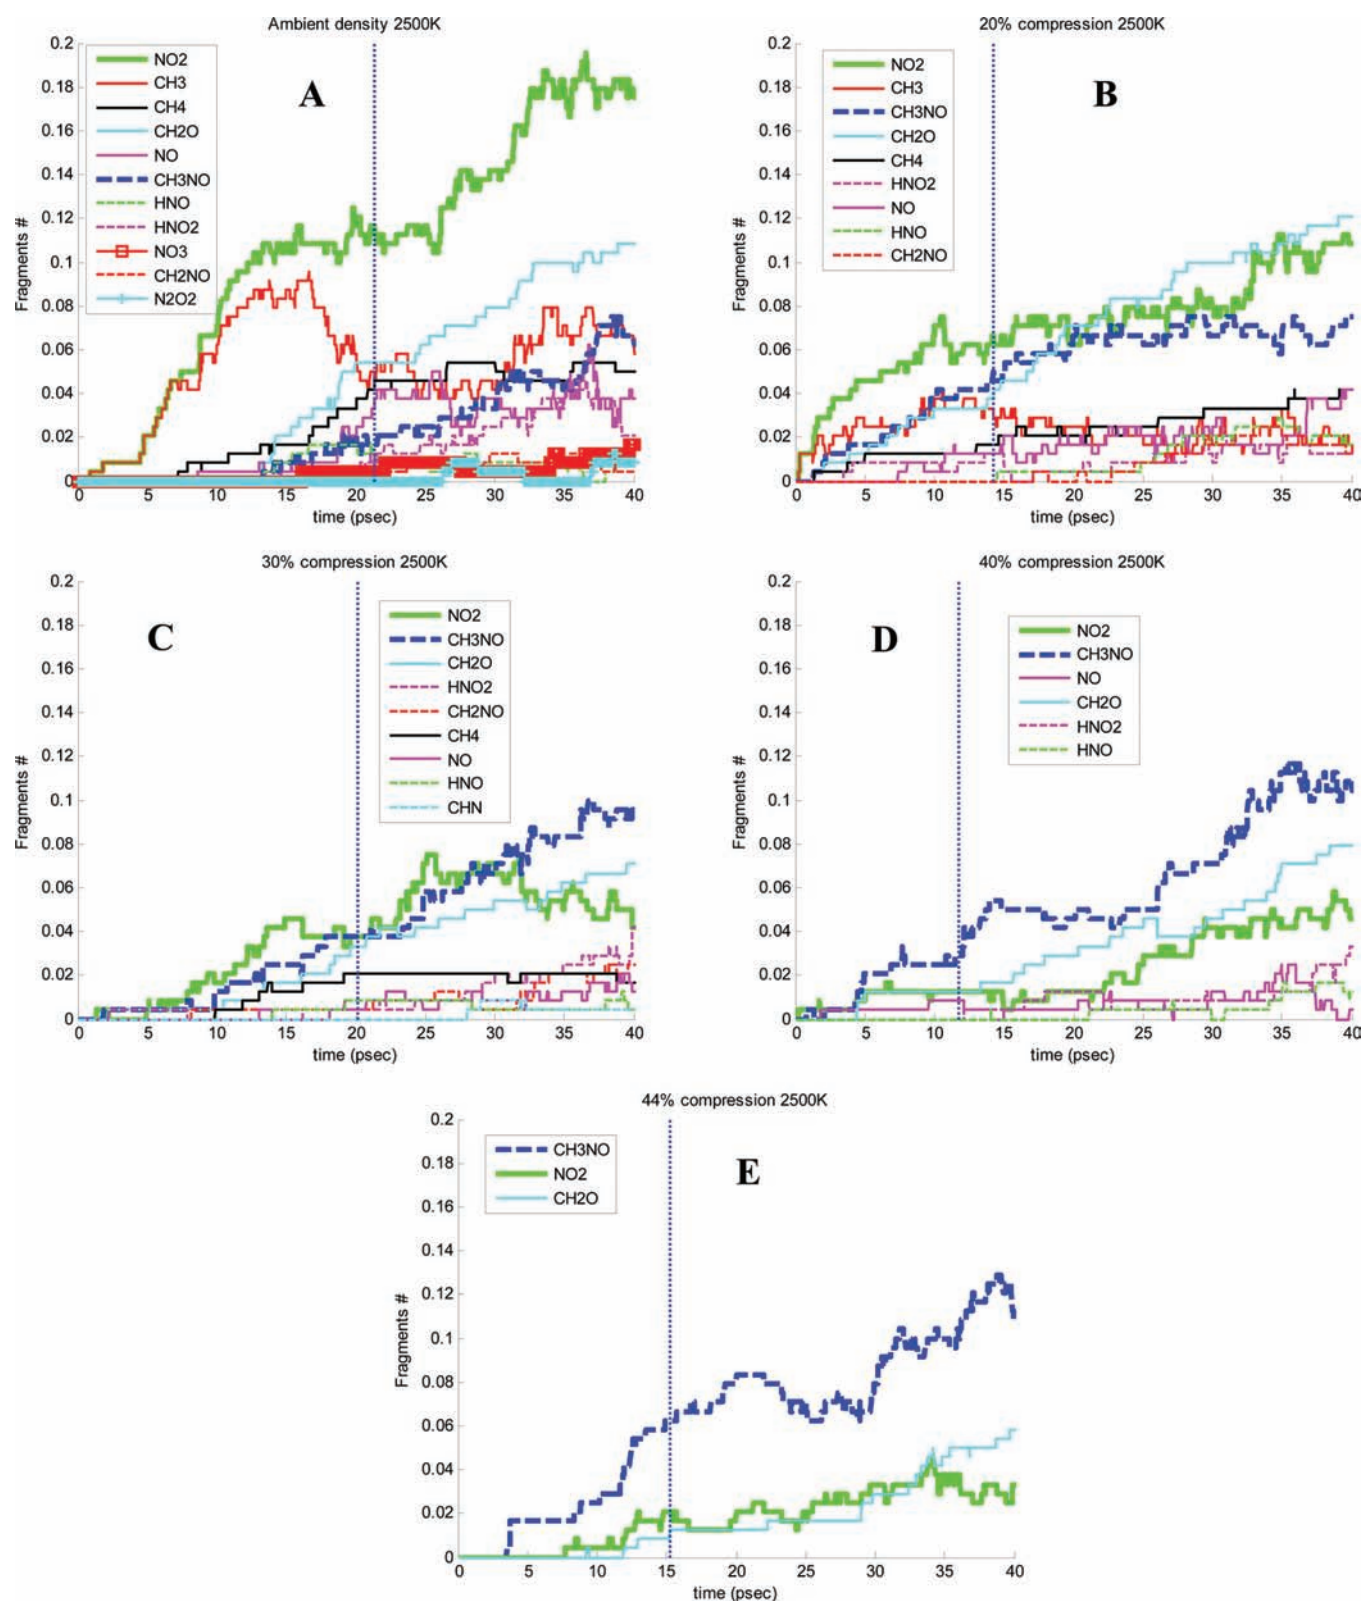 Ambient density 2500K
A
Fragments #
0.2
0.18
0.16
0.14
0.12
0.1
0.08
0.06
0.04
0.02
0
NO2
CH3
CH4
CH2O
NO
CH3NO
HNO
HNO2
NO3
CH2NO
N2O2
0 5 10 15 20 25 30 35 40
time (psec)
20% compression 2500K
B
Fragments #
0.2
0.18
0.16
0.14
0.12
0.1
0.08
0.06
0.04
0.02
0
NO2
CH3
CH3NO
CH2O
CH4
HNO2
NO
HNO
CH2NO
0 5 10 15 20 25 30 35 40
time (psec)
30% compression 2500K
C
Fragments #
0.2
0.18
0.16
0.14
0.12
0.1
0.08
0.06
0.04
0.02
0
NO2
CH3NO
CH2O
HNO2
CH2NO
CH4
NO
HNO
CHN
0 5 10 15 20 25 30 35 40
time (psec)
40% compression 2500K
D
Fragments #
0.2
0.18
0.16
0.14
0.12
0.1
0.08
0.06
0.04
0.02
0
NO2
CH3NO
NO
CH2O
HNO2
HNO
0 5 10 15 20 25 30 35 40
time (psec)
44% compression 2500K
E
Fragments #
0.2
0.18
0.16
0.14
0.12
0.1
0.08
0.06
0.04
0.02
0
CH3NO
NO2
CH2O
0 5 10 15 20 25 30 35 40
time (psec)